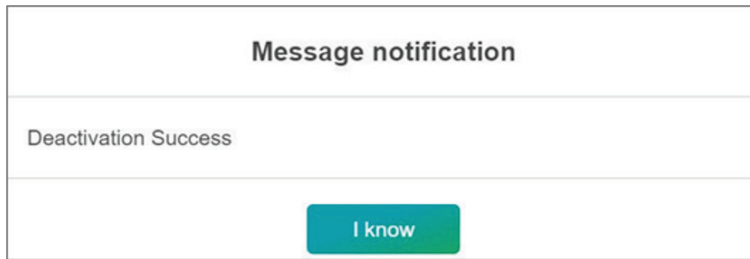 Message notification
Deactivation Success
I know